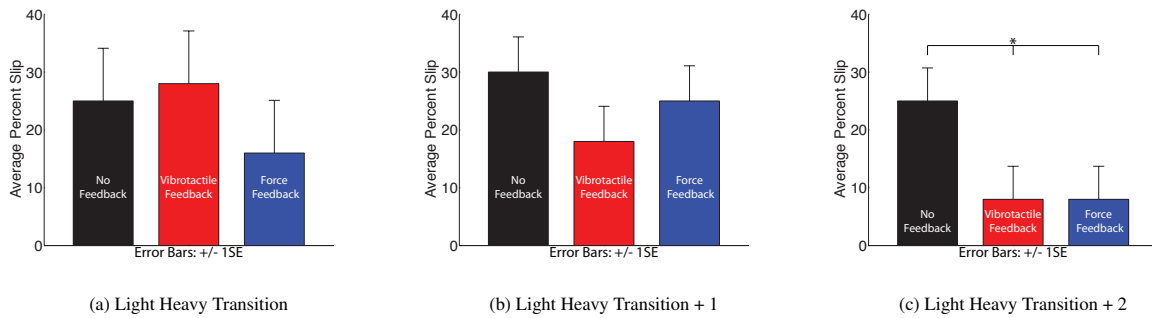 40
30
20
10
0
Average Percent Slip
No
Feedback
Vibrotactile
Feedback
Force
Feedback
Error Bars: +/- 1SE
(a) Light Heavy Transition
40
30
20
10
0
Average Percent Slip
No
Feedback
Vibrotactile
Feedback
Force
Feedback
Error Bars: +/- 1SE
(b) Light Heavy Transition + 1
40
30
20
10
0
Average Percent Slip
*
No
Feedback
Vibrotactile
Feedback
Force
Feedback
Error Bars: +/- 1SE
(c) Light Heavy Transition + 2